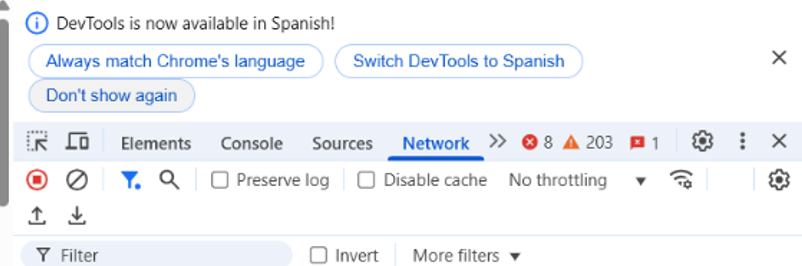 DevTools is now available in Spanish!
Always match Chrome's language Switch DevTools to Spanish
Don't show again
Elements Console Sources Network 8 203 1
Preserve log Disable cache No throttling
Filter Invert More filters